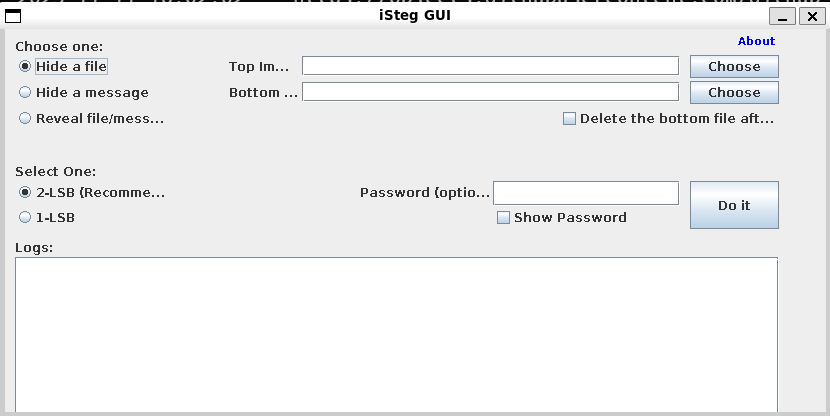 iSteg GUI
About
Choose one:
Hide a file
Top Im...
Choose
Hide a message
Bottom ...
Choose
Reveal file/mess...
Delete the bottom file aft...
Select One:
2-LSB (Recomme...
Password (optio...
Do it
1-LSB
Show Password
Logs: